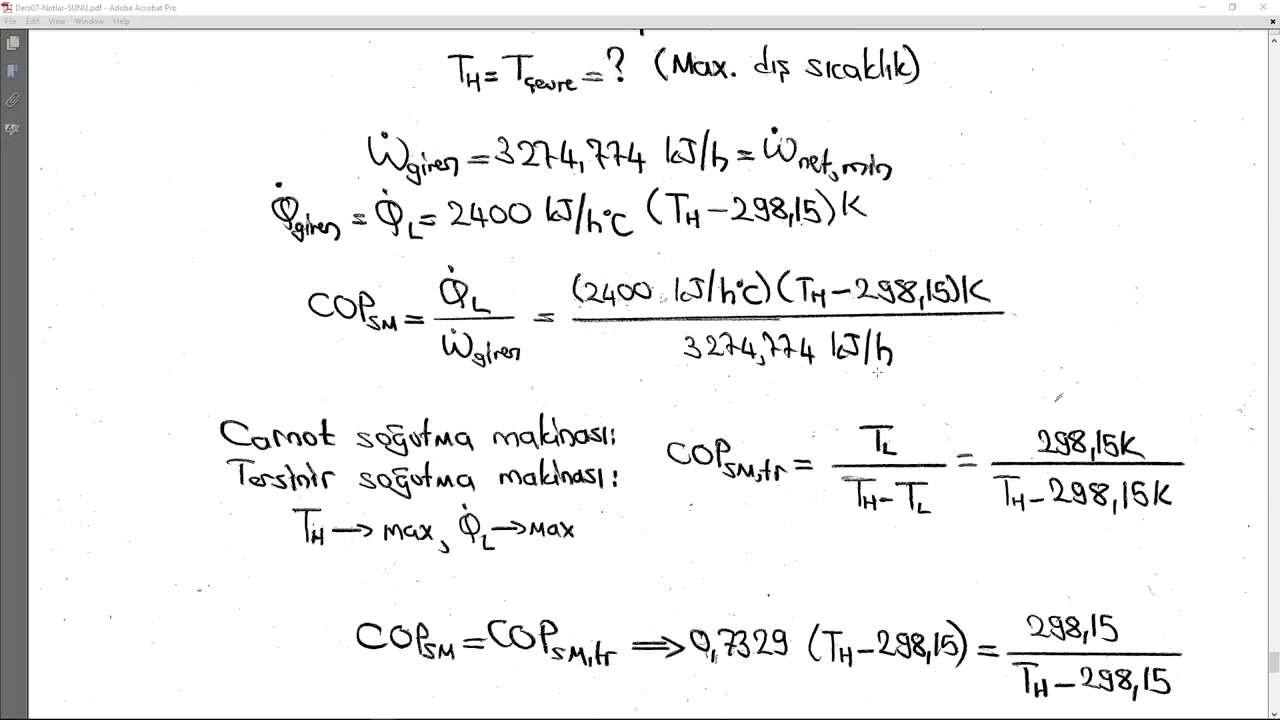 Ders07-Notlar-SUNU.pdf - Adobe Acrobat Pro
File Edit View Window Help
T_H = T_çevre = ? (Max. dış sıcaklık)
Ẇ_giren = 3274,774 kJ/h = Ẇ_net,min
Q̇_giren = Q̇_L = 2400 kJ/h°C (T_H − 298,15) K
COP_SM = Q̇_L / Ẇ_giren = (2400 kJ/h°C)(T_H − 298,15)K / 3274,774 kJ/h
Carnot soğutma makinası:
Tersinir soğutma makinası:
COP_SM,tr = T_L / T_H − T_L = 298,15K / T_H − 298,15K
T_H → max, Q̇_L → max
COP_SM = COP_SM,tr ⟹ 0,7329 (T_H − 298,15) = 298,15 / T_H − 298,15